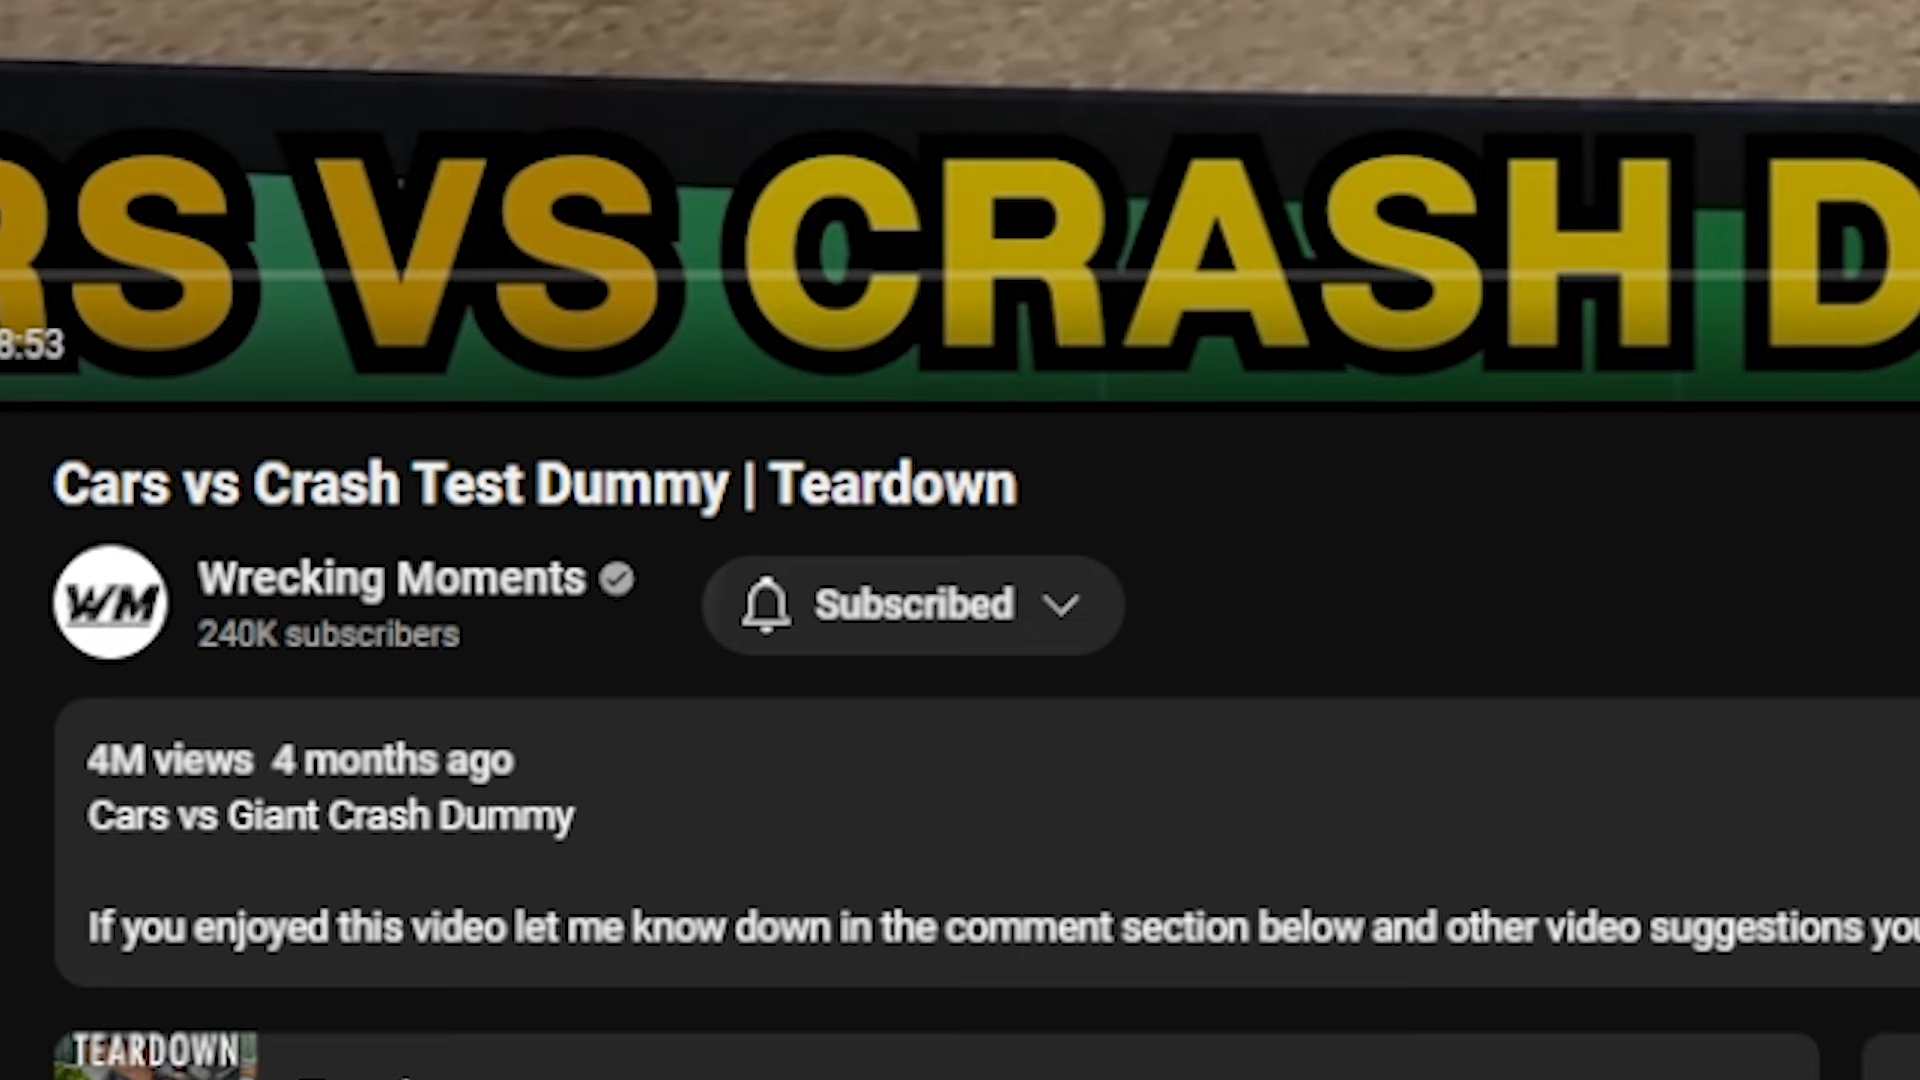 RS VS CRASH D
8:53
Cars vs Crash Test Dummy | Teardown
WM
Wrecking Moments
240K subscribers
Subscribed
4M views 4 months ago
Cars vs Giant Crash Dummy
If you enjoyed this video let me know down in the comment section below and other video suggestions you
TEARDOWN